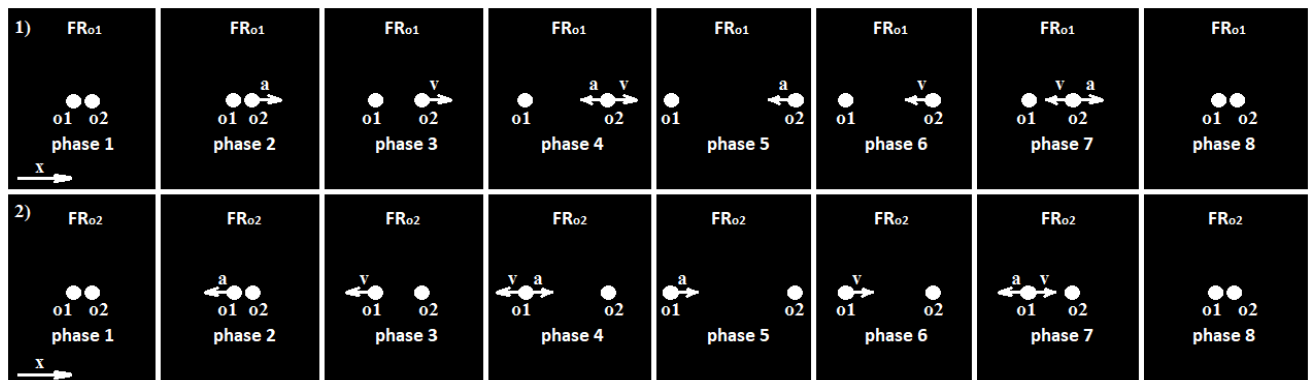 1) FRo1 FRo1 FRo1 FRo1 FRo1 FRo1 FRo1 FRo1
a v a v a v v a
o1 o2 o1 o2 o1 o2 o1 o2 o1 o2 o1 o2 o1 o2 o1 o2
phase 1 phase 2 phase 3 phase 4 phase 5 phase 6 phase 7 phase 8
x
2) FRo2 FRo2 FRo2 FRo2 FRo2 FRo2 FRo2 FRo2
a v v a a v a v
o1 o2 o1 o2 o1 o2 o1 o2 o1 o2 o1 o2 o1 o2 o1 o2
phase 1 phase 2 phase 3 phase 4 phase 5 phase 6 phase 7 phase 8
x